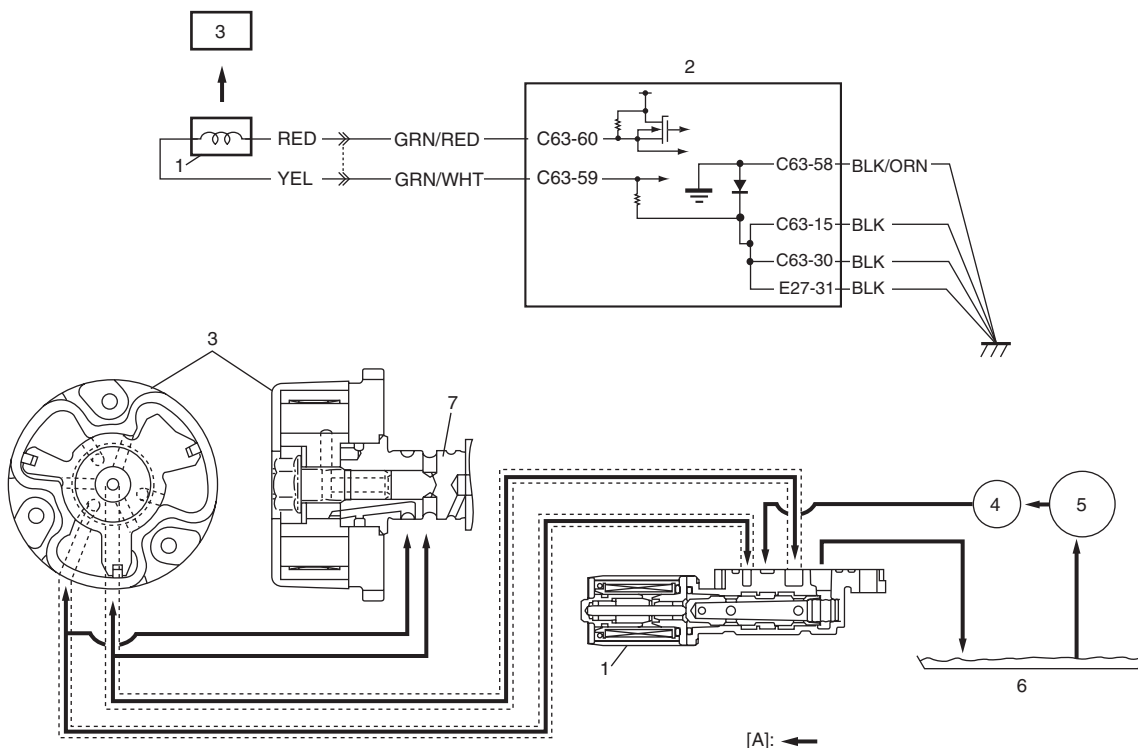 3
2
1
RED
GRN/RED
C63-60
YEL
GRN/WHT
C63-59
C63-58
BLK/ORN
C63-15
BLK
C63-30
BLK
E27-31
BLK
3
7
4
5
1
6
[A]: